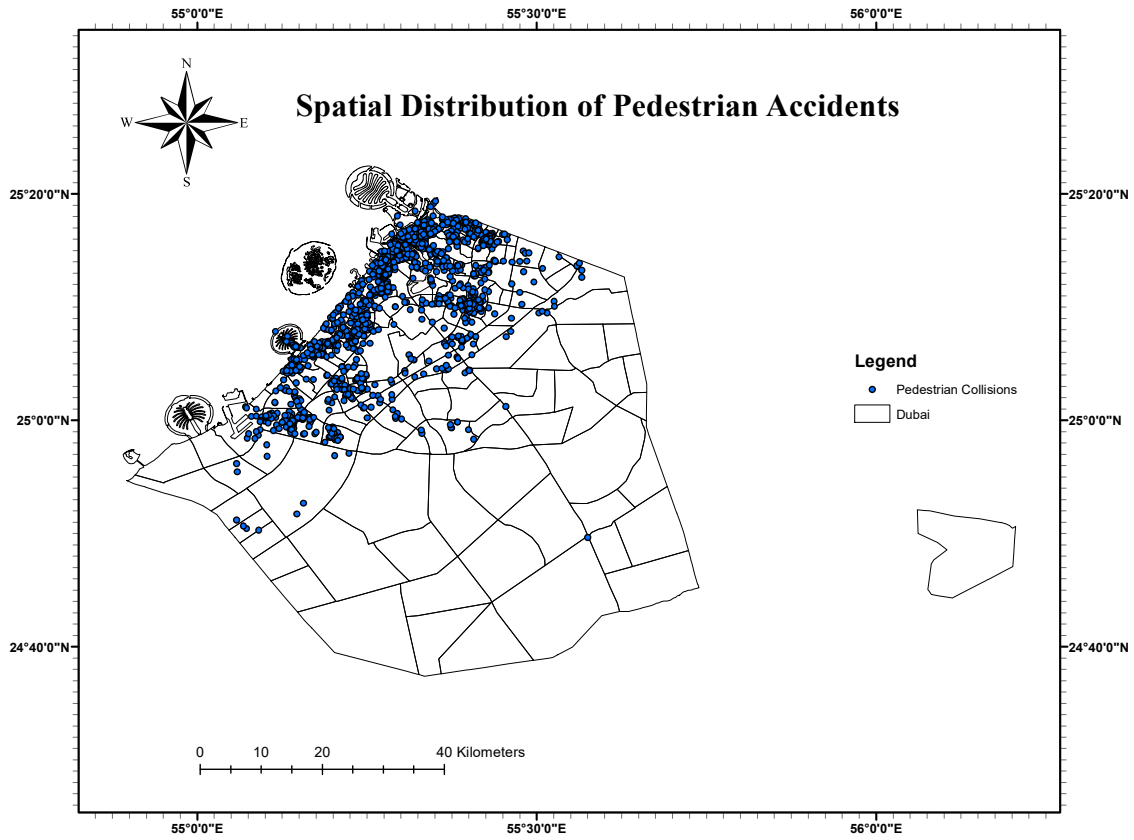 55°0'0"E 55°30'0"E 56°0'0"E
N
W E
S
Spatial Distribution of Pedestrian Accidents
25°20'0"N 25°20'0"N
Legend
Pedestrian Collisions
Dubai
25°0'0"N 25°0'0"N
24°40'0"N 24°40'0"N
0 10 20 40 Kilometers
55°0'0"E 55°30'0"E 56°0'0"E